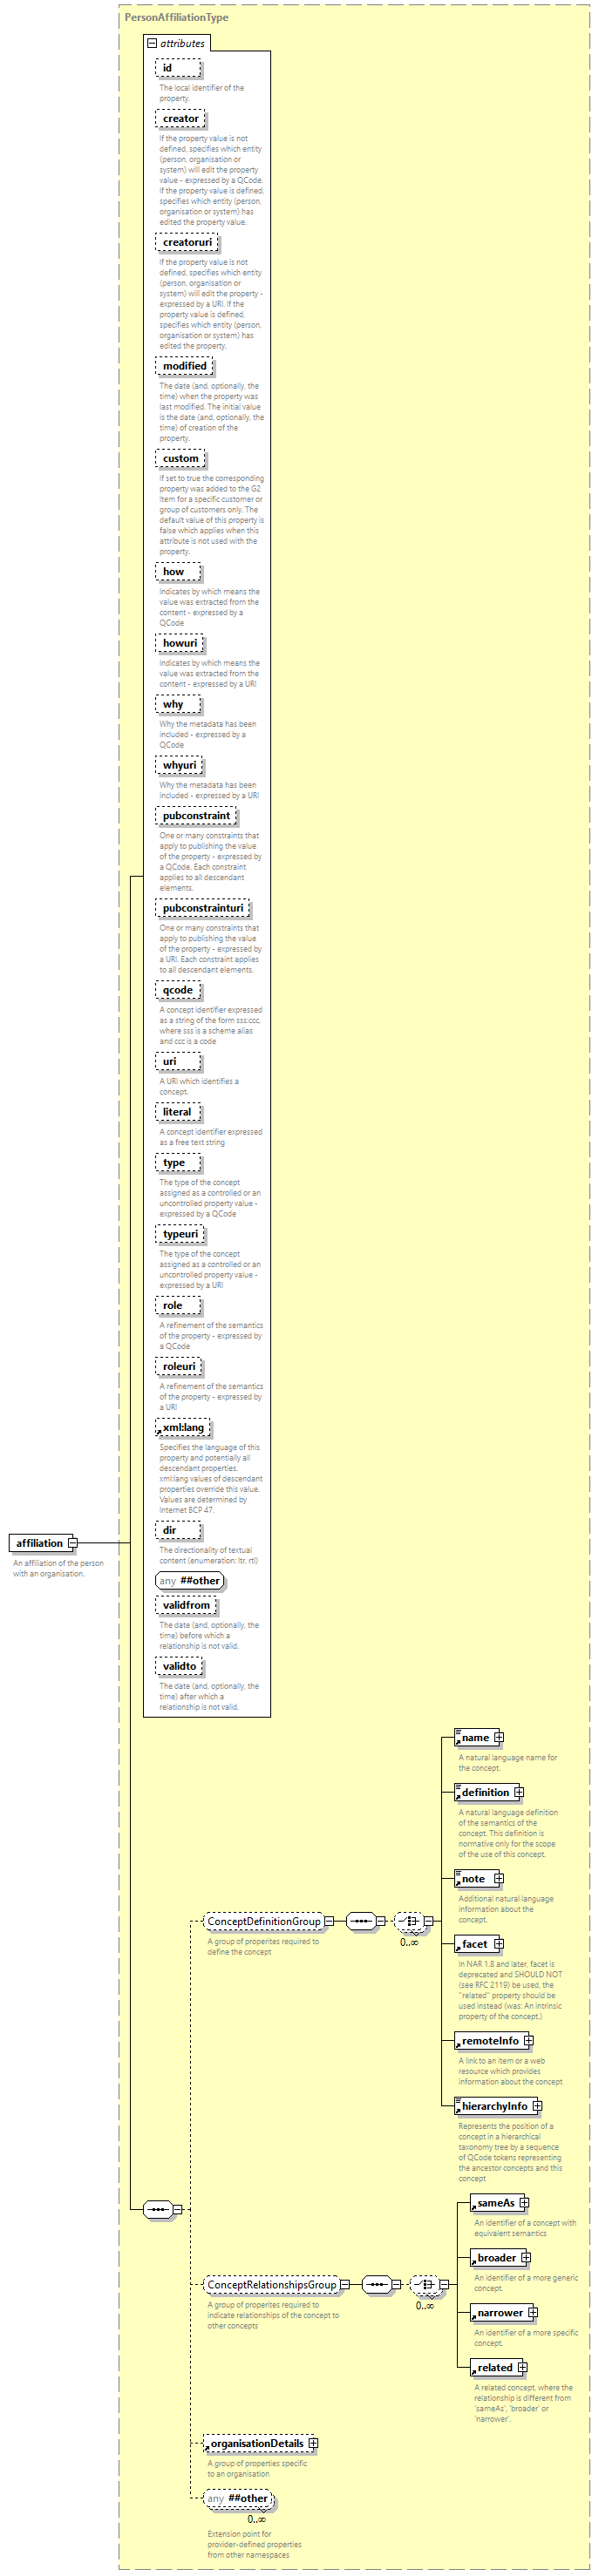 PersonAffiliationType
attributes
id
The local identifier of the
property.
creator
If the property value is not
defined, specifies which entity
(person, organisation or
system) will edit the property
value - expressed by a QCode.
If the property value is defined,
specifies which entity (person,
organisation or system) has
edited the property value.
creatoruri
If the property value is not
defined, specifies which entity
(person, organisation or
system) will edit the property -
expressed by a URI. If the
property value is defined,
specifies which entity (person,
organisation or system) has
edited the property.
modified
The date (and, optionally, the
time) when the property was
last modified. The initial value
is the date (and, optionally, the
time) of creation of the
property.
custom
If set to true the corresponding
property was added to the G2
Item for a specific customer or
group of customers only. The
default value of this property is
false which applies when this
attribute is not used with the
property.
how
Indicates by which means the
value was extracted from the
content - expressed by a
QCode
howuri
Indicates by which means the
value was extracted from the
content - expressed by a URI
why
Why the metadata has been
included - expressed by a
QCode
whyuri
Why the metadata has been
included - expressed by a URI
pubconstraint
One or many constraints that
apply to publishing the value
of the property - expressed by
a QCode. Each constraint
applies to all descendant
elements.
pubconstrainturi
One or many constraints that
apply to publishing the value
of the property - expressed by
a URI. Each constraint applies
to all descendant elements.
qcode
A concept identifier expressed
as a string of the form sss:ccc,
where sss is a scheme alias
and ccc is a code
uri
A URI which identifies a
concept.
literal
A concept identifier expressed
as a free text string
type
The type of the concept
assigned as a controlled or an
uncontrolled property value -
expressed by a QCode
typeuri
The type of the concept
assigned as a controlled or an
uncontrolled property value -
expressed by a URI
role
A refinement of the semantics
of the property - expressed by
a QCode
roleuri
A refinement of the semantics
of the property - expressed by
a URI
xml:lang
Specifies the language of this
property and potentially all
descendant properties.
xml:lang values of descendant
properties override this value.
Values are determined by
Internet BCP 47.
dir
The directionality of textual
content (enumeration: ltr, rtl)
affiliation
An affiliation of the person
with an organisation.
any ##other
validfrom
The date (and, optionally, the
time) before which a
relationship is not valid.
validto
The date (and, optionally, the
time) after which a
relationship is not valid.
name
A natural language name for
the concept.
definition
A natural language definition
of the semantics of the
concept. This definition is
normative only for the scope
of the use of this concept.
note
Additional natural language
information about the
concept.
ConceptDefinitionGroup
0..∞
A group of properites required to
define the concept
facet
In NAR 1.8 and later, facet is
deprecated and SHOULD NOT
(see RFC 2119) be used, the
"related" property should be
used instead (was: An intrinsic
property of the concept.)
remoteInfo
A link to an item or a web
resource which provides
information about the concept
hierarchyInfo
Represents the position of a
concept in a hierarchical
taxonomy tree by a sequence
of QCode tokens representing
the ancestor concepts and this
concept
sameAs
An identifier of a concept with
equivalent semantics
broader
An identifier of a more generic
concept.
ConceptRelationshipsGroup
0..∞
A group of properites required to
indicate relationships of the concept to
other concepts
narrower
An identifier of a more specific
concept.
related
A related concept, where the
relationship is different from
'sameAs', 'broader' or
'narrower'.
organisationDetails
A group of properties specific
to an organisation
any ##other
0..∞
Extension point for
provider-defined properties
from other namespaces